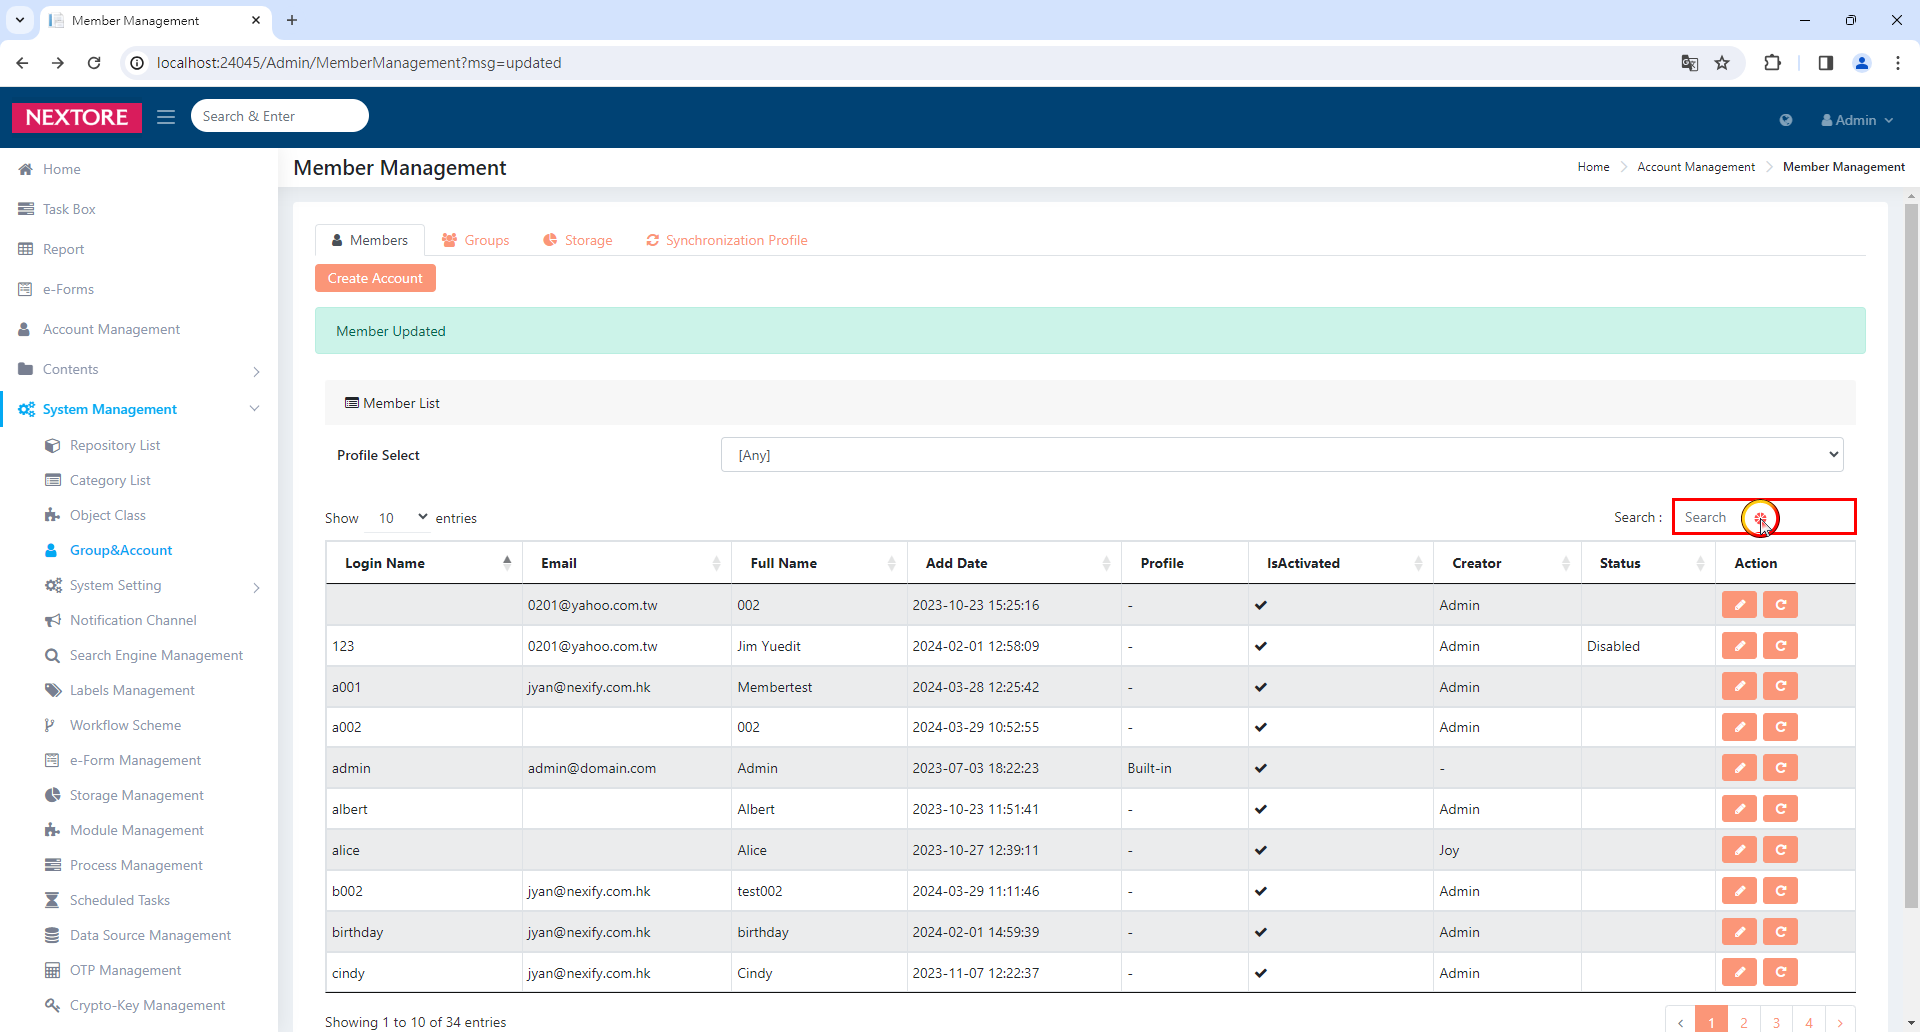 Member Management
localhost:24045/Admin/MemberManagement?msg=updated
NEXTORE
Search & Enter
Admin
Home
Task Box
Report
e-Forms
Account Management
Contents
System Management
Repository List
Category List
Object Class
Group&Account
System Setting
Notification Channel
Search Engine Management
Labels Management
Workflow Scheme
e-Form Management
Storage Management
Module Management
Process Management
Scheduled Tasks
Data Source Management
OTP Management
Crypto-Key Management
Member Management
Home Account Management Member Management
Members Groups Storage Synchronization Profile
Create Account
Member Updated
Member List
Profile Select [Any]
Show 10 entries Search : Search
Login Name Email Full Name Add Date Profile IsActivated Creator Status Action
0201@yahoo.com.tw 002 2023-10-23 15:25:16 - Admin
123 0201@yahoo.com.tw Jim Yuedit 2024-02-01 12:58:09 - Admin Disabled
a001 jyan@nexify.com.hk Membertest 2024-03-28 12:25:42 - Admin
a002 002 2024-03-29 10:52:55 - Admin
admin admin@domain.com Admin 2023-07-03 18:22:23 Built-in -
albert Albert 2023-10-23 11:51:41 - Admin
alice Alice 2023-10-27 12:39:11 - Joy
b002 jyan@nexify.com.hk test002 2024-03-29 11:11:46 - Admin
birthday jyan@nexify.com.hk birthday 2024-02-01 14:59:39 - Admin
cindy jyan@nexify.com.hk Cindy 2023-11-07 12:22:37 - Admin
Showing 1 to 10 of 34 entries
1 2 3 4